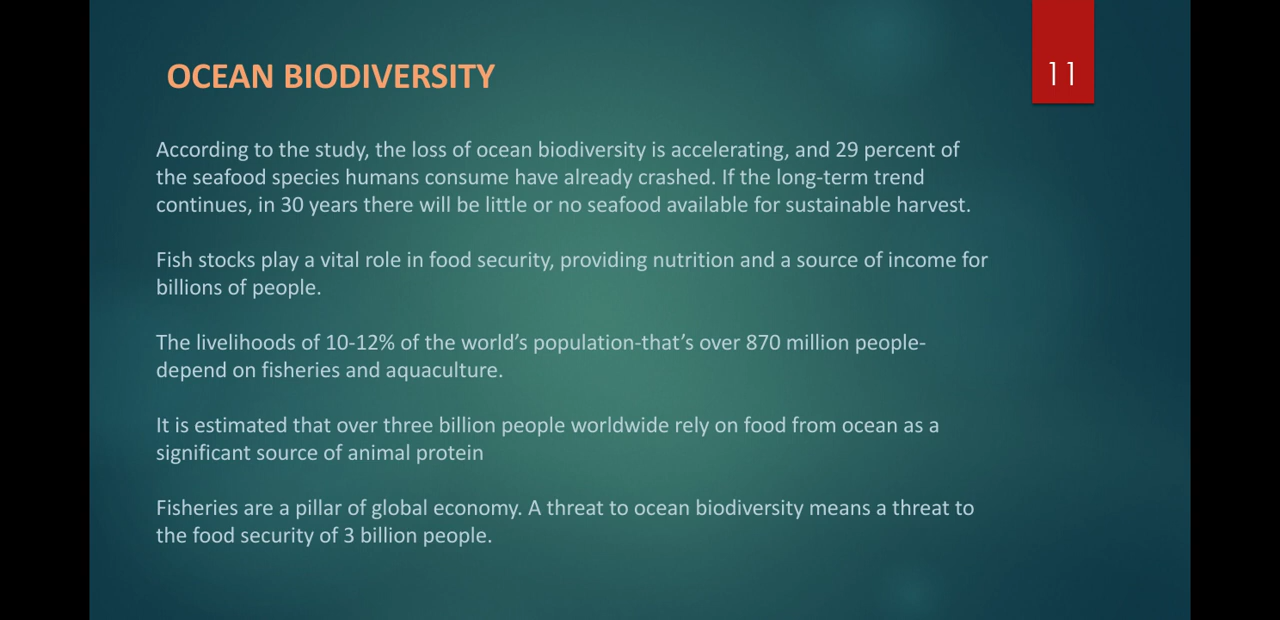 OCEAN BIODIVERSITY
11
According to the study, the loss of ocean biodiversity is accelerating, and 29 percent of
the seafood species humans consume have already crashed. If the long-term trend
continues, in 30 years there will be little or no seafood available for sustainable harvest.
Fish stocks play a vital role in food security, providing nutrition and a source of income for
billions of people.
The livelihoods of 10-12% of the world’s population-that’s over 870 million people-
depend on fisheries and aquaculture.
It is estimated that over three billion people worldwide rely on food from ocean as a
significant source of animal protein
Fisheries are a pillar of global economy. A threat to ocean biodiversity means a threat to
the food security of 3 billion people.